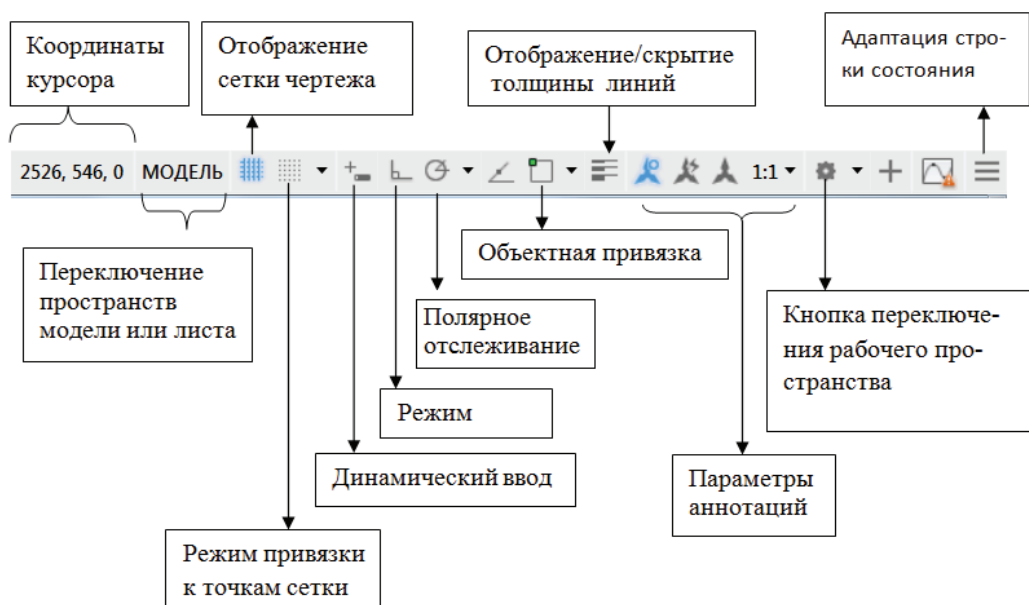 Координаты
курсора
Отображение
сетки чертежа
Отображение/скрытие
толщины линий
Адаптация стро-
ки состояния
2526, 546, 0 МОДЕЛЬ 1:1
Переключение
пространств
модели или листа
Объектная привязка
Полярное
отслеживание
Кнопка переключе-
ния рабочего про-
странства
Режим
Динамический ввод
Параметры
аннотаций
Режим привязки
к точкам сетки